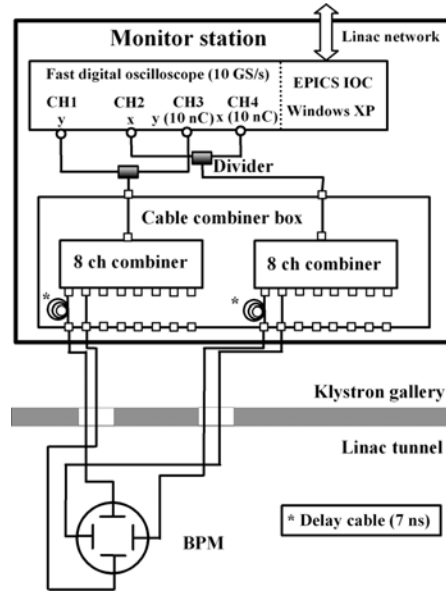 Monitor station
Linac network
Fast digital oscilloscope (10 GS/s)
CH1 CH2 CH3 CH4
y x y (10 nC) x (10 nC)
EPICS IOC
Windows XP
Divider
Cable combiner box
8 ch combiner
8 ch combiner
*
*
Klystron gallery
Linac tunnel
BPM
* Delay cable (7 ns)